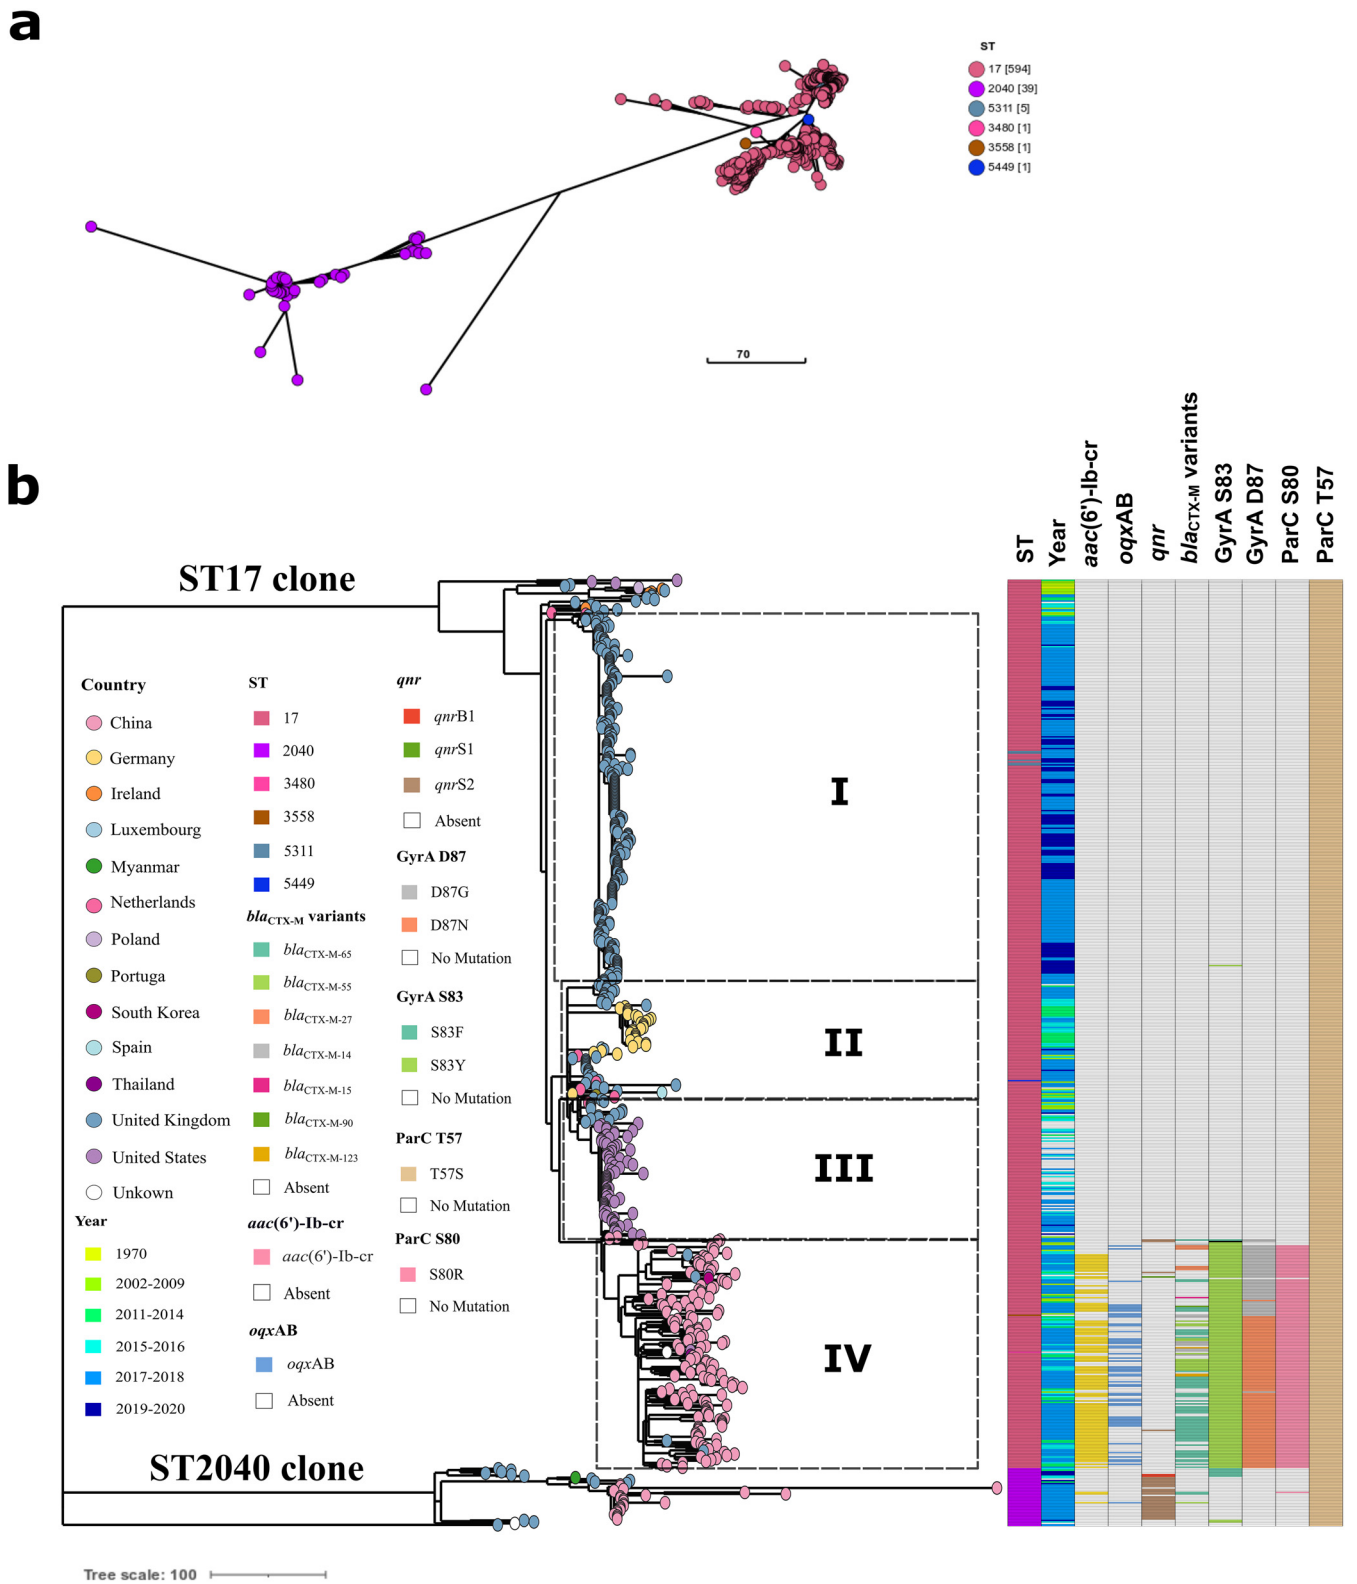 a
ST
17 [594]
2040 [39]
5311 [5]
3480 [1]
3558 [1]
5449 [1]
70
b
ST
Year
aac(6')-Ib-cr
oqxAB
qnr
blaCTX-M variants
GyrA S83
GyrA D87
ParC S80
ParC T57
ST17 clone
Country
China
Germany
Ireland
Luxembourg
Myanmar
Netherlands
Poland
Portuga
South Korea
Spain
Thailand
United Kingdom
United States
Unkown
Year
1970
2002-2009
2011-2014
2015-2016
2017-2018
2019-2020
ST
17
2040
3480
3558
5311
5449
blaCTX-M variants
blaCTX-M-65
blaCTX-M-55
blaCTX-M-27
blaCTX-M-14
blaCTX-M-15
blaCTX-M-90
blaCTX-M-123
Absent
aac(6')-Ib-cr
aac(6')-Ib-cr
Absent
oqxAB
oqxAB
Absent
qnr
qnrB1
qnrS1
qnrS2
Absent
GyrA D87
D87G
D87N
No Mutation
GyrA S83
S83F
S83Y
No Mutation
ParC T57
T57S
No Mutation
ParC S80
S80R
No Mutation
I
II
III
IV
ST2040 clone
Tree scale: 100